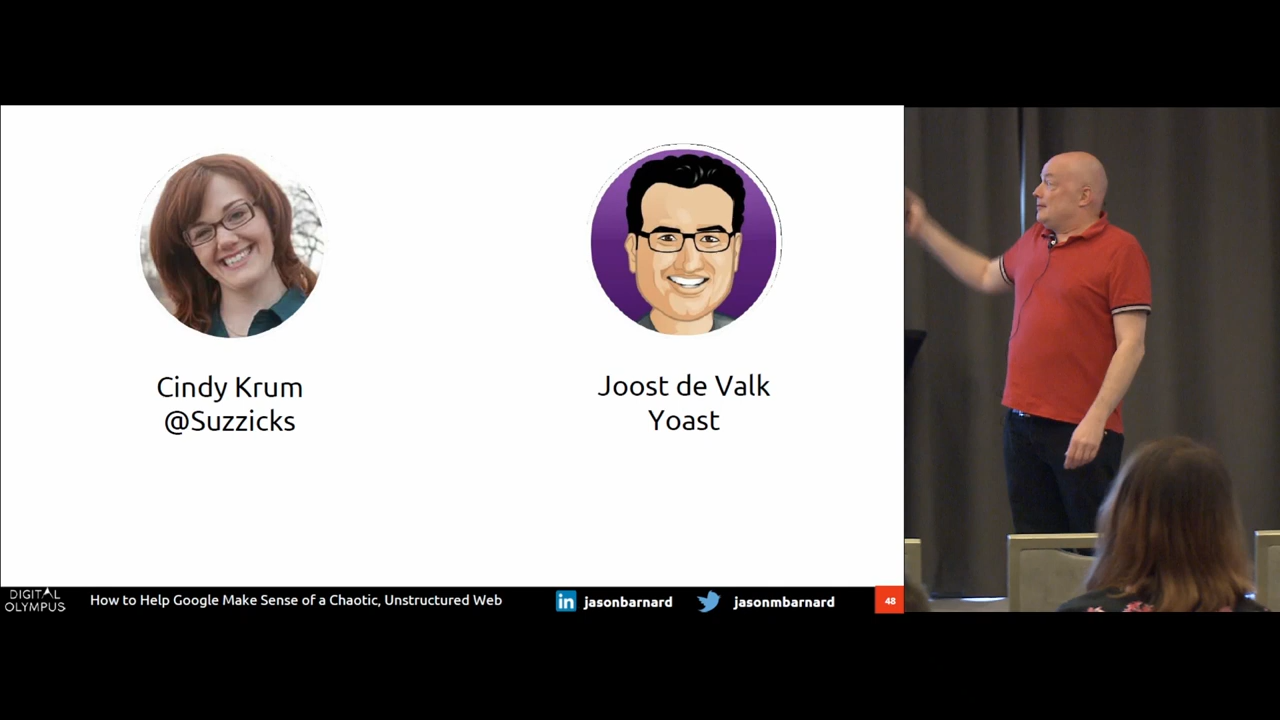 Cindy Krum
@Suzzicks
Joost de Valk
Yoast
DIGITAL
OLYMPUS
How to Help Google Make Sense of a Chaotic, Unstructured Web
in jasonbarnard
jasonmbarnard
48